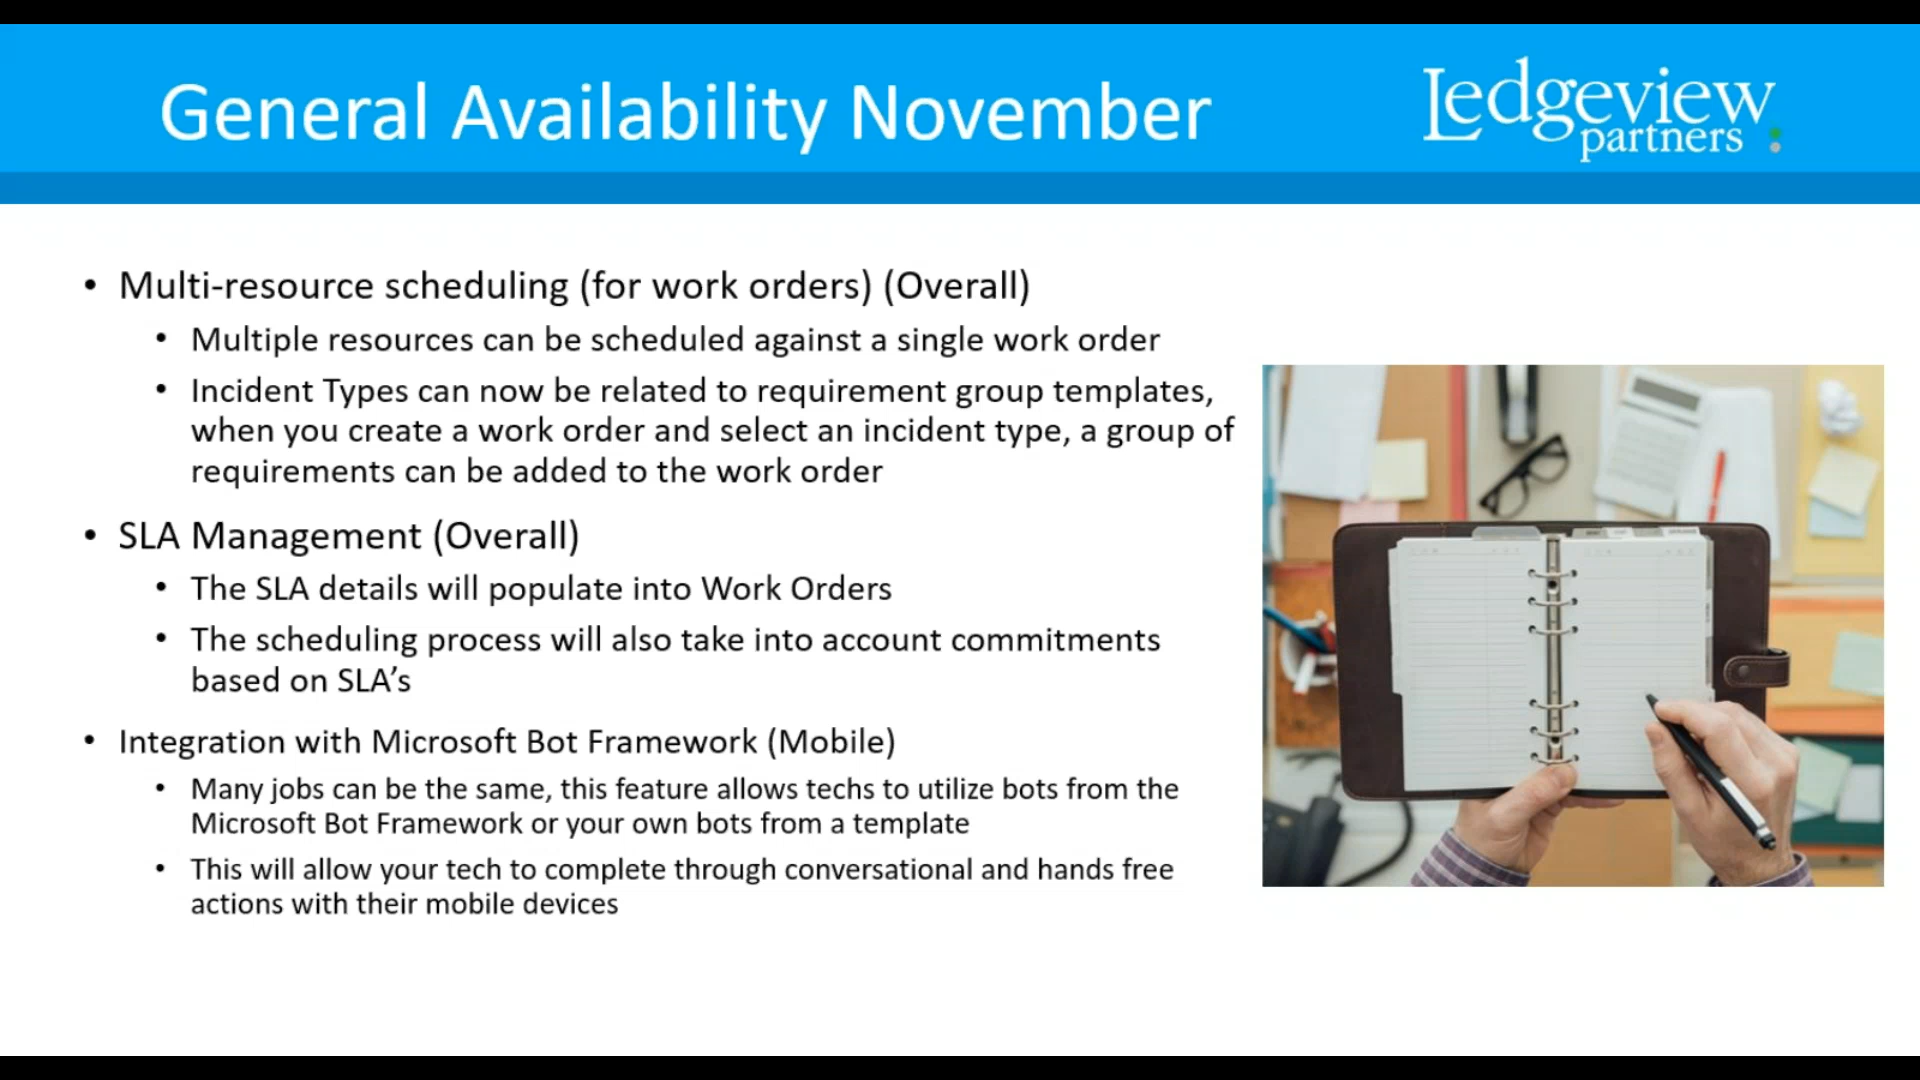 General Availability November
Ledgeview
partners
• Multi-resource scheduling (for work orders) (Overall)
• Multiple resources can be scheduled against a single work order
• Incident Types can now be related to requirement group templates,
when you create a work order and select an incident type, a group of
requirements can be added to the work order
• SLA Management (Overall)
• The SLA details will populate into Work Orders
• The scheduling process will also take into account commitments
based on SLA’s
• Integration with Microsoft Bot Framework (Mobile)
• Many jobs can be the same, this feature allows techs to utilize bots from the
Microsoft Bot Framework or your own bots from a template
• This will allow your tech to complete through conversational and hands free
actions with their mobile devices